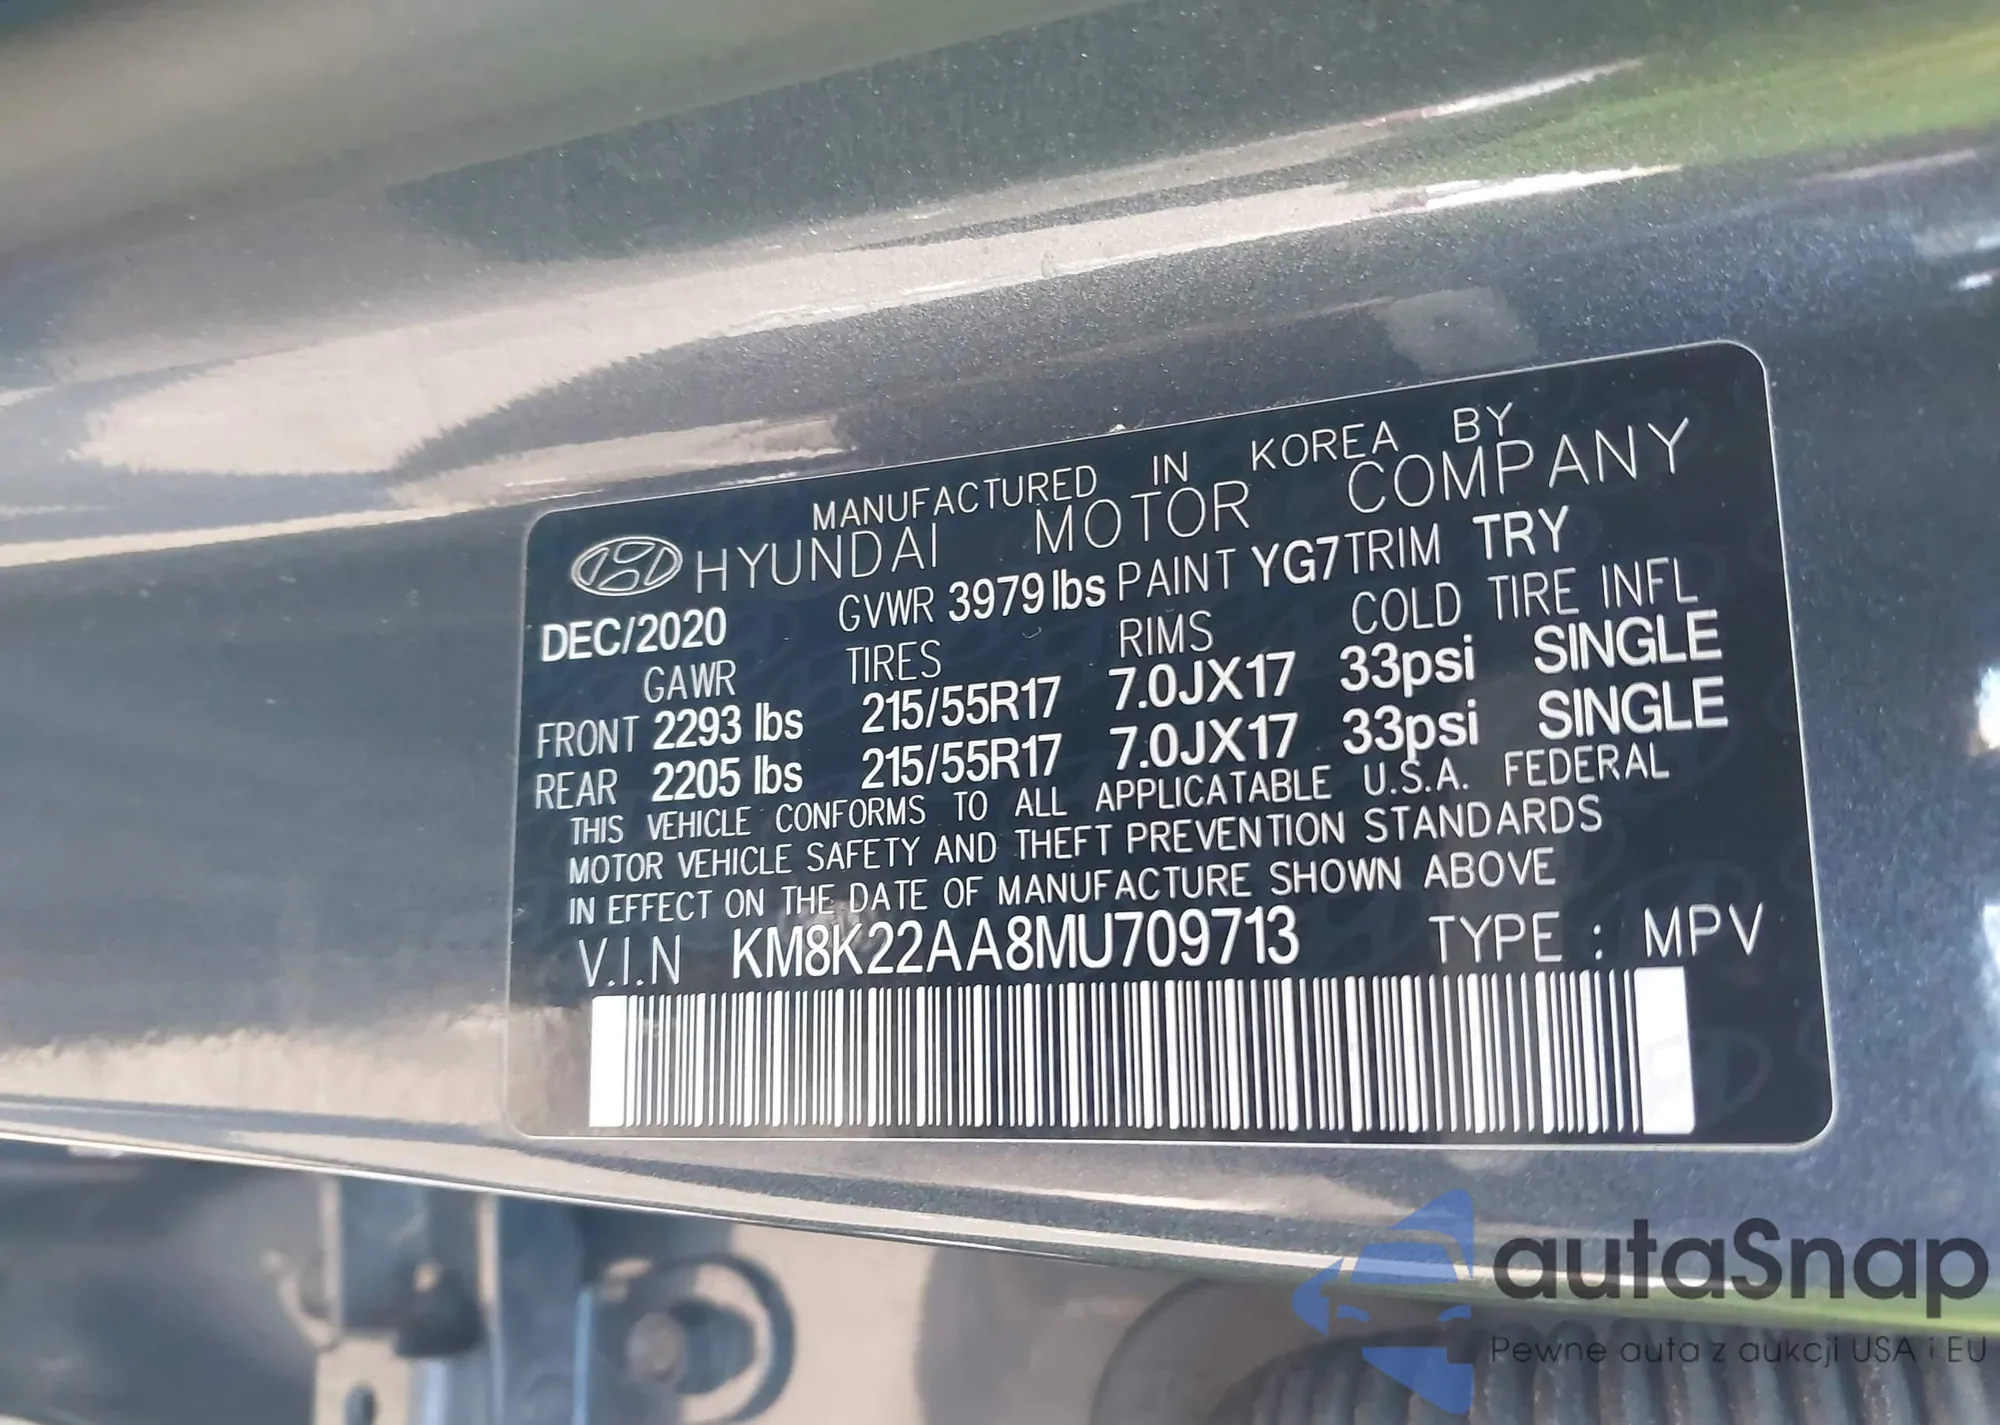 MANUFACTURED IN KOREA BY
HYUNDAI MOTOR COMPANY
DEC/2020 GVWR 3979 lbs PAINT YG7 TRIM TRY
GAWR TIRES RIMS COLD TIRE INFL
FRONT 2293 lbs 215/55R17 7.0JX17 33psi SINGLE
REAR 2205 lbs 215/55R17 7.0JX17 33psi SINGLE
THIS VEHICLE CONFORMS TO ALL APPLICATABLE U.S.A. FEDERAL
MOTOR VEHICLE SAFETY AND THEFT PREVENTION STANDARDS
IN EFFECT ON THE DATE OF MANUFACTURE SHOWN ABOVE
V.I.N KM8K22AA8MU709713 TYPE : MPV
autaSnap
Pewne auta z aukcji USA i EU